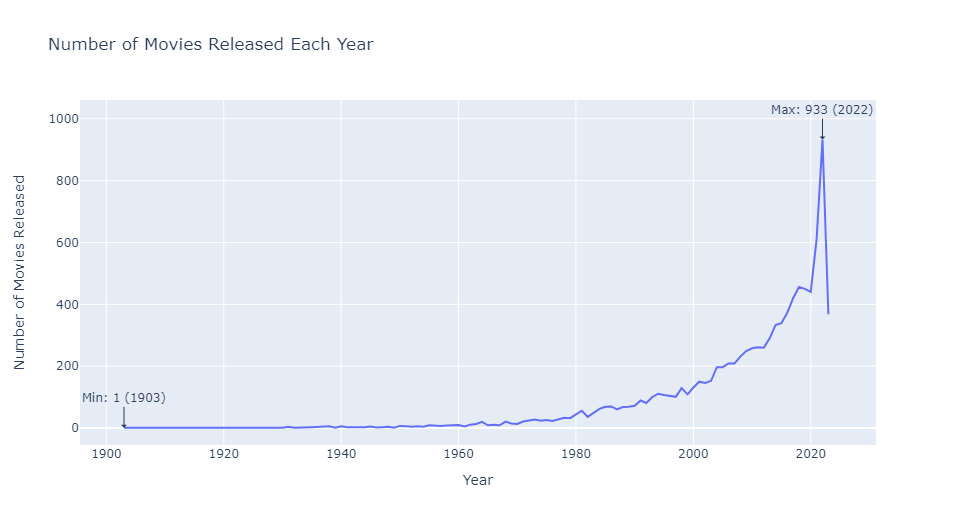 Number of Movies Released Each Year
Max: 933 (2022)
1000
800
600
400
200
0
Number of Movies Released
Min: 1 (1903)
1900
1920
1940
1960
1980
2000
2020
Year